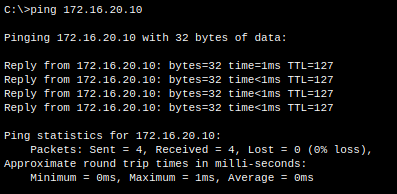 C:\>ping 172.16.20.10
Pinging 172.16.20.10 with 32 bytes of data:
Reply from 172.16.20.10: bytes=32 time=1ms TTL=127
Reply from 172.16.20.10: bytes=32 time<1ms TTL=127
Reply from 172.16.20.10: bytes=32 time<1ms TTL=127
Reply from 172.16.20.10: bytes=32 time<1ms TTL=127
Ping statistics for 172.16.20.10:
    Packets: Sent = 4, Received = 4, Lost = 0 (0% loss),
Approximate round trip times in milli-seconds:
    Minimum = 0ms, Maximum = 1ms, Average = 0ms